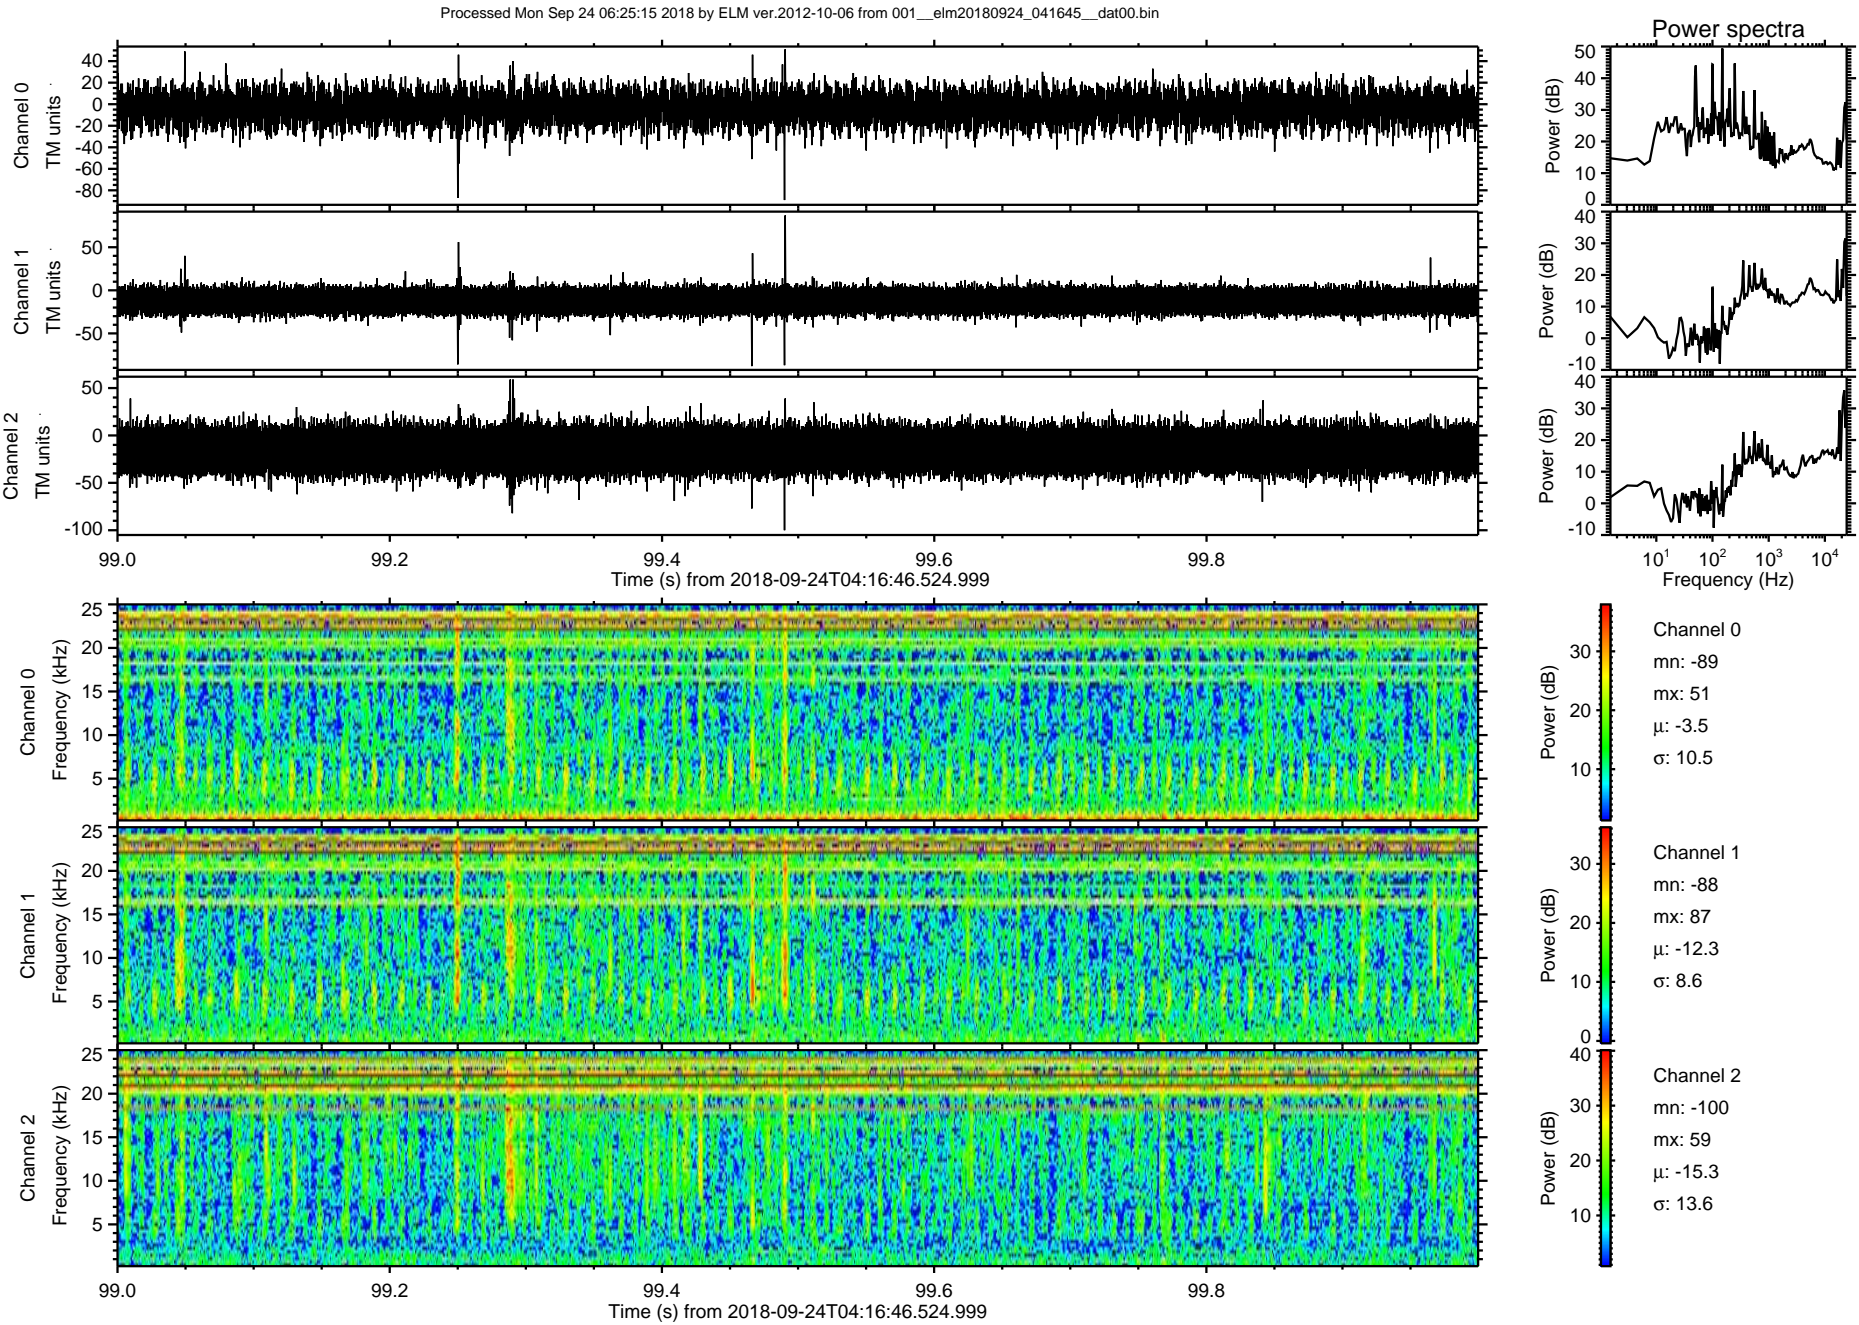 Processed Mon Sep 24 06:25:15 2018 by ELM ver.2012-10-06 from 001__elm20180924_041645__dat00.bin
Power spectra
Channel 0
TM units
40
20
0
-20
-40
-60
-80
Power (dB)
50
40
30
20
10
0
Channel 1
TM units
50
0
-50
Power (dB)
40
30
20
10
0
-10
Channel 2
TM units
50
0
-50
-100
Power (dB)
40
30
20
10
0
-10
99.0 99.2 99.4 99.6 99.8
Time (s) from 2018-09-24T04:16:46.524.999
10¹ 10² 10³ 10⁴
Frequency (Hz)
Channel 0
Frequency (kHz)
25
20
15
10
5
Power (dB)
30
20
10
Channel 0
mn: -89
mx: 51
μ: -3.5
σ: 10.5
Channel 1
Frequency (kHz)
25
20
15
10
5
Power (dB)
30
20
10
0
Channel 1
mn: -88
mx: 87
μ: -12.3
σ: 8.6
Channel 2
Frequency (kHz)
25
20
15
10
5
Power (dB)
40
30
20
10
Channel 2
mn: -100
mx: 59
μ: -15.3
σ: 13.6
99.0 99.2 99.4 99.6 99.8
Time (s) from 2018-09-24T04:16:46.524.999